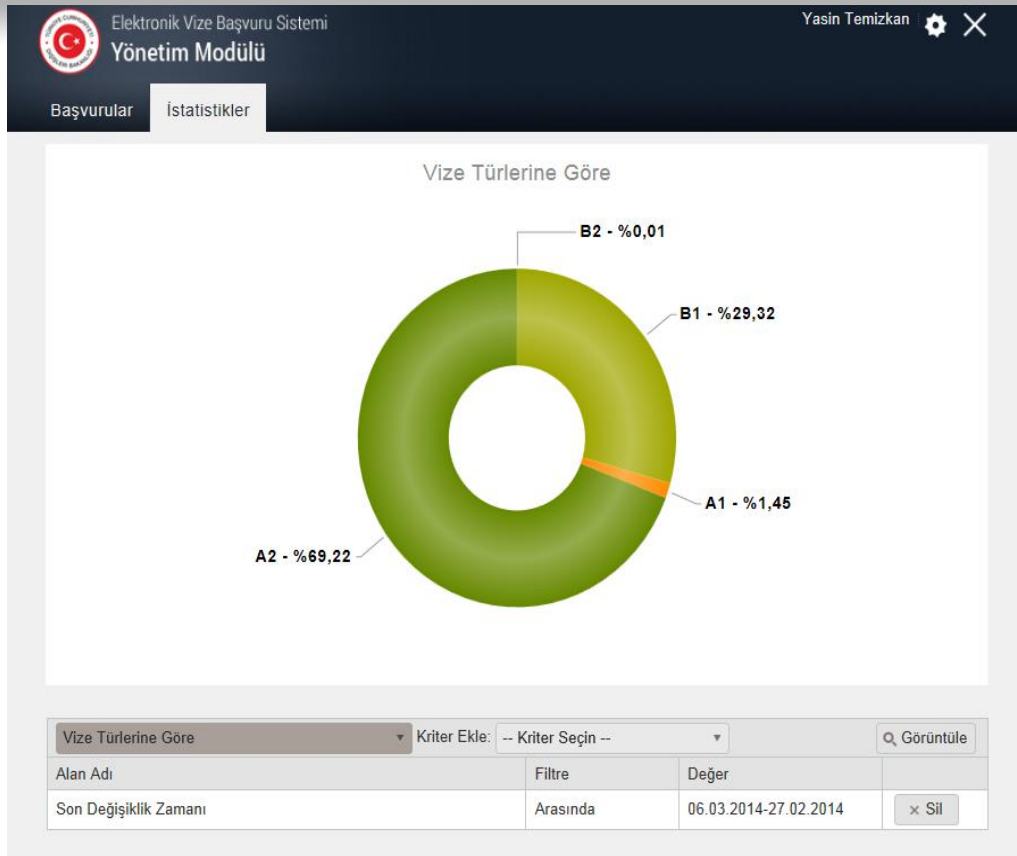 Elektronik Vize Başvuru Sistemi
Yönetim Modülü
Yasin Temizkan
Başvurular
İstatistikler
Vize Türlerine Göre
B2 - %0,01
B1 - %29,32
A1 - %1,45
A2 - %69,22
Vize Türlerine Göre Kriter Ekle: -- Kriter Seçin -- Görüntüle
Alan Adı Filtre Değer
Son Değişiklik Zamanı Arasında 06.03.2014-27.02.2014 × Sil